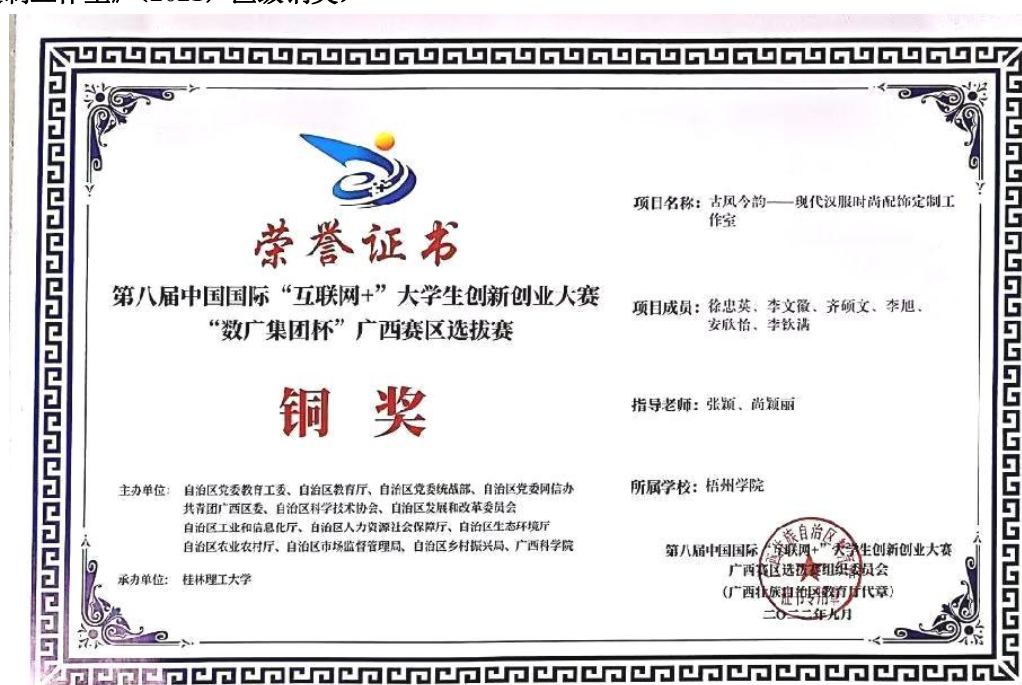 荣誉证书
第八届中国国际“互联网+”大学生创新创业大赛
“数广集团杯”广西赛区选拔赛
铜 奖
主办单位: 自治区党委教育工委、自治区教育厅、自治区党委统战部、自治区党委网信办
共青团广西区委、自治区科学技术协会、自治区发展和改革委员会
自治区工业和信息化厅、自治区人力资源社会保障厅、自治区生态环境厅
自治区农业农村厅、自治区市场监督管理局、自治区乡村振兴局、广西科学院
承办单位: 桂林理工大学
项目名称: 古风今韵——现代汉服时尚配饰定制工
作室
项目成员: 徐忠英、李文徽、齐硕文、李旭、
安欣怡、李钦满
指导老师: 张颖、尚颖丽
所属学校: 梧州学院
第八届中国国际“互联网+”大学生创新创业大赛
广西赛区选拔赛组织委员会
(广西壮族自治区教育厅代章)
二〇二二年九月
证书专用章